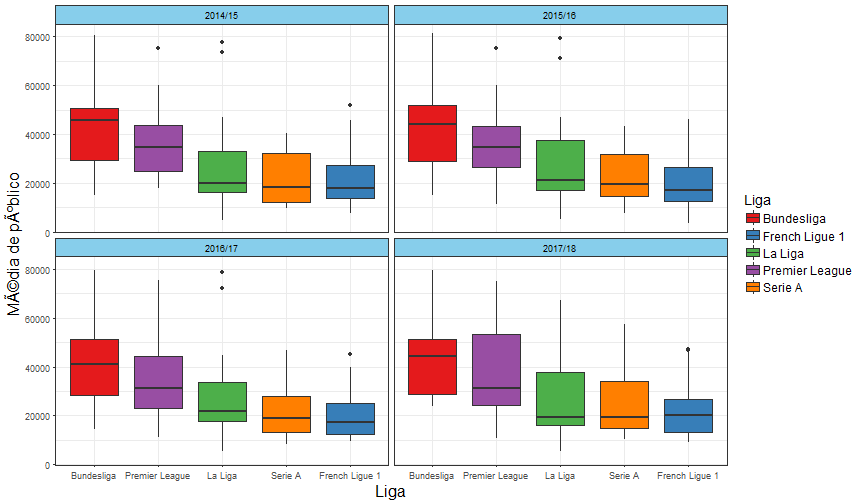 2014/15
2015/16
80000
60000
40000
20000
0
2016/17
2017/18
80000
60000
40000
20000
0
Bundesliga Premier League La Liga Serie A French Ligue 1
Bundesliga Premier League La Liga Serie A French Ligue 1
Liga
MÃ©dia de pÃºblico
Liga
Bundesliga
French Ligue 1
La Liga
Premier League
Serie A